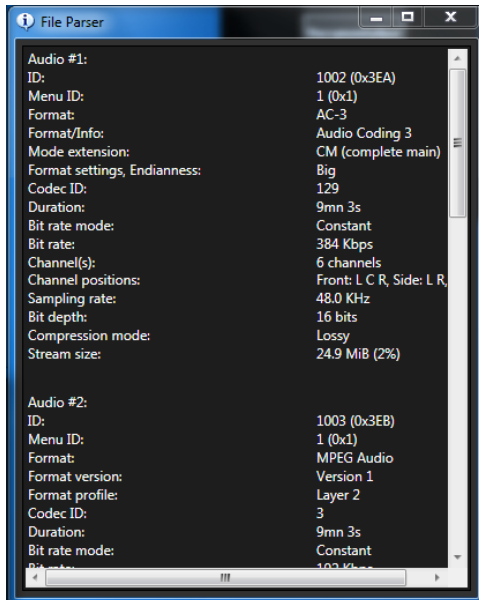 File Parser
Audio #1:
ID: 1002 (0x3EA)
Menu ID: 1 (0x1)
Format: AC-3
Format/Info: Audio Coding 3
Mode extension: CM (complete main)
Format settings, Endianness: Big
Codec ID: 129
Duration: 9mn 3s
Bit rate mode: Constant
Bit rate: 384 Kbps
Channel(s): 6 channels
Channel positions: Front: L C R, Side: L R,
Sampling rate: 48.0 KHz
Bit depth: 16 bits
Compression mode: Lossy
Stream size: 24.9 MiB (2%)
Audio #2:
ID: 1003 (0x3EB)
Menu ID: 1 (0x1)
Format: MPEG Audio
Format version: Version 1
Format profile: Layer 2
Codec ID: 3
Duration: 9mn 3s
Bit rate mode: Constant
Bit rate: 192 Kbps